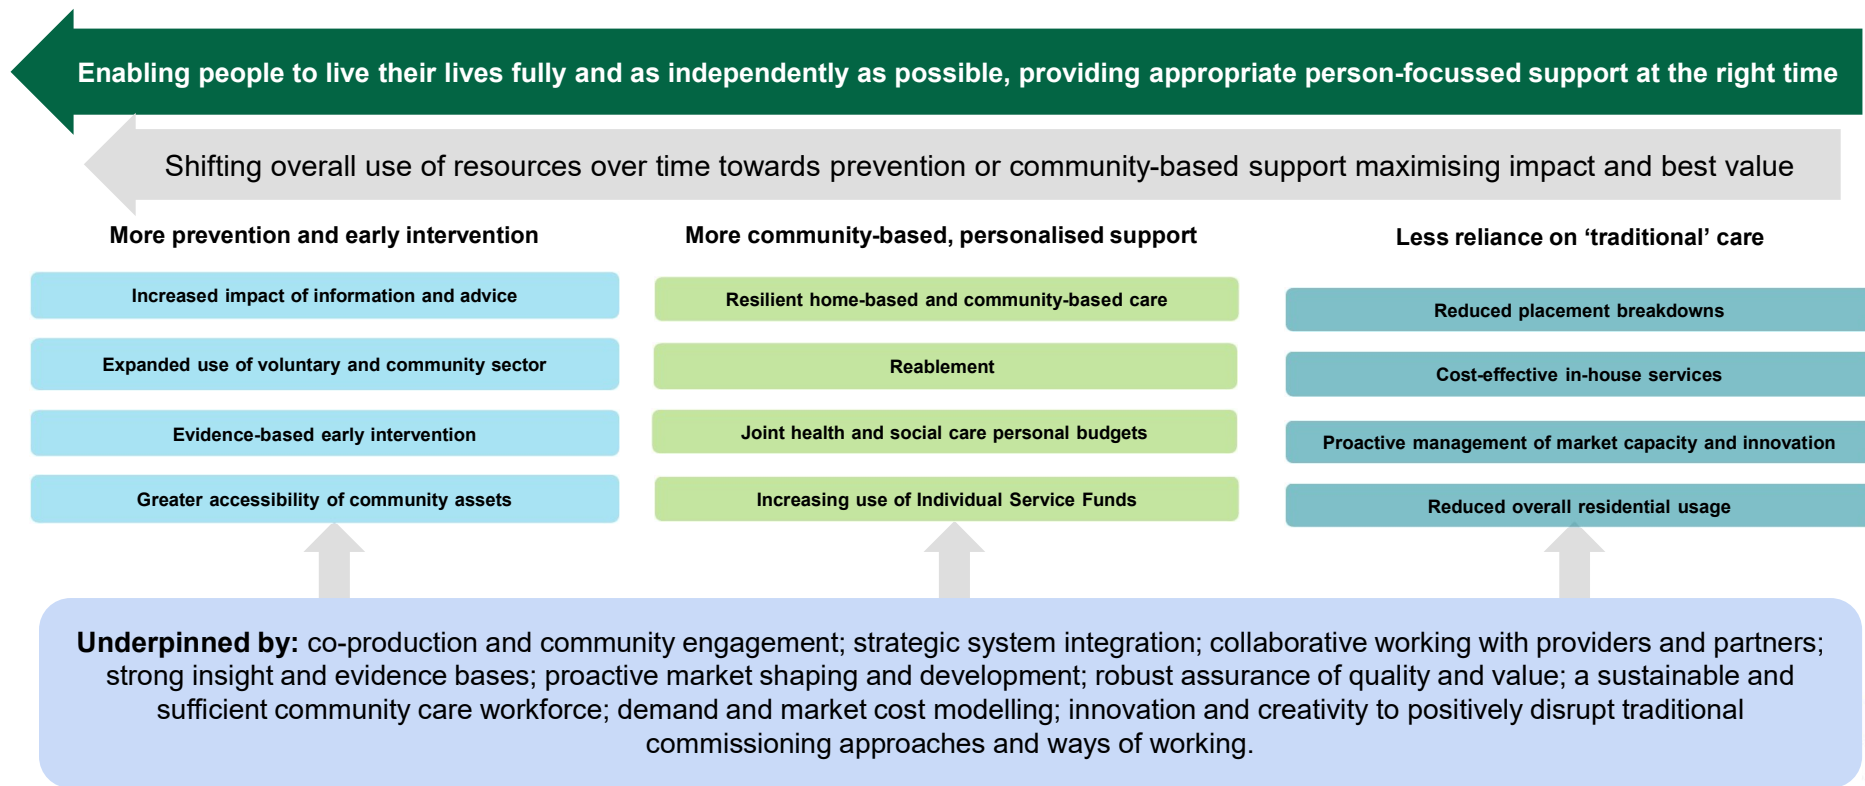 Enabling people to live their lives fully and as independently as possible, providing appropriate person-focussed support at the right time
Shifting overall use of resources over time towards prevention or community-based support maximising impact and best value
More prevention and early intervention
Increased impact of information and advice
Expanded use of voluntary and community sector
Evidence-based early intervention
Greater accessibility of community assets
More community-based, personalised support
Resilient home-based and community-based care
Reablement
Joint health and social care personal budgets
Increasing use of Individual Service Funds
Less reliance on ‘traditional’ care
Reduced placement breakdowns
Cost-effective in-house services
Proactive management of market capacity and innovation
Reduced overall residential usage
Underpinned by: co-production and community engagement; strategic system integration; collaborative working with providers and partners;
strong insight and evidence bases; proactive market shaping and development; robust assurance of quality and value; a sustainable and
sufficient community care workforce; demand and market cost modelling; innovation and creativity to positively disrupt traditional
commissioning approaches and ways of working.